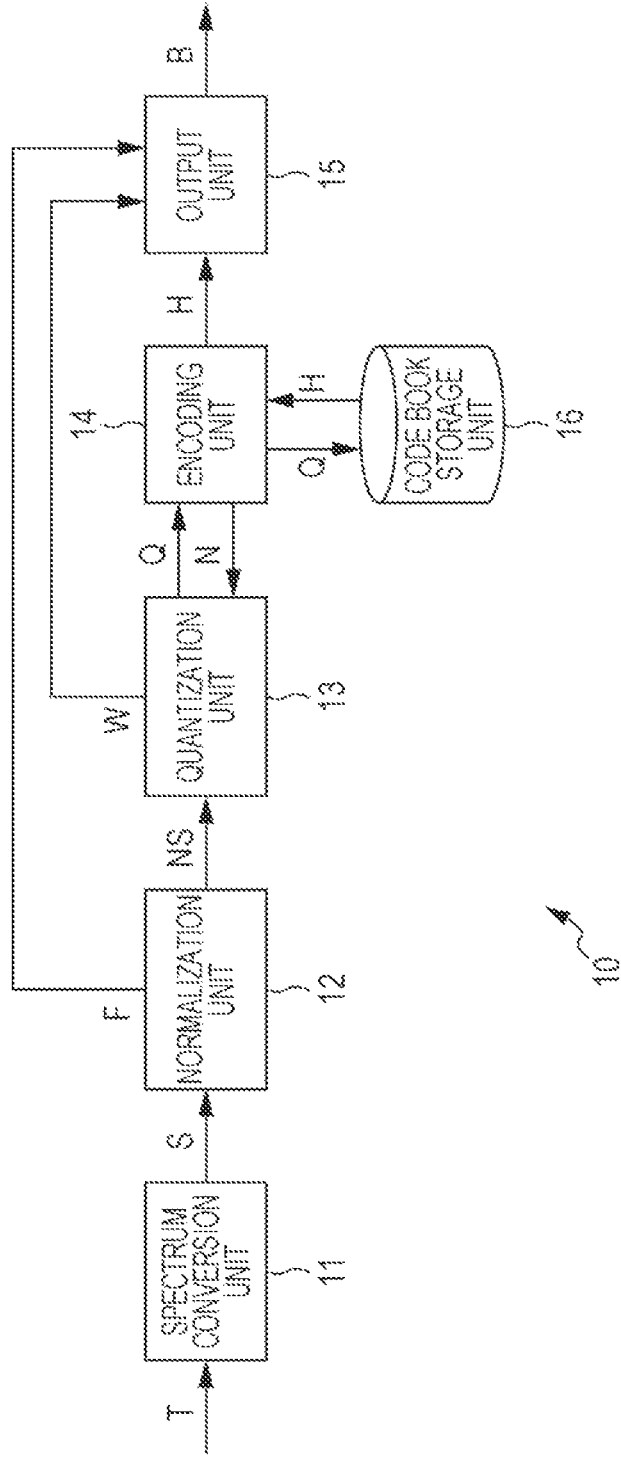 T
SPECTRUM
CONVERSION
UNIT
11
S
NORMALIZATION
UNIT
12
F
NS
QUANTIZATION
UNIT
13
W
Q
N
ENCODING
UNIT
14
Q
H
CODE BOOK
STORAGE
UNIT
16
H
OUTPUT
UNIT
15
B
10